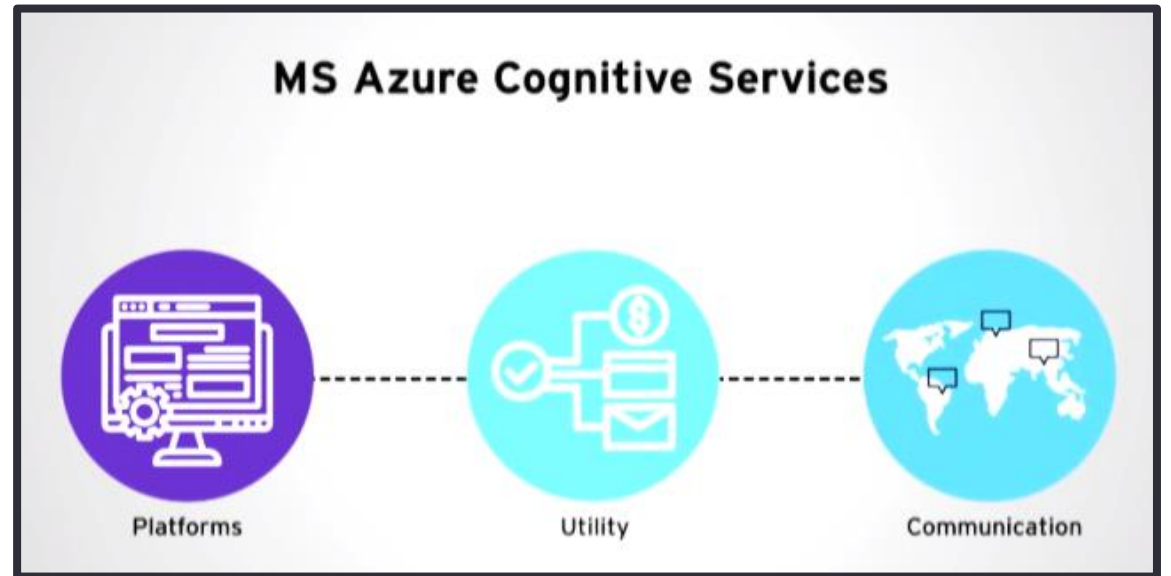 MS Azure Cognitive Services
Platforms
Utility
Communication